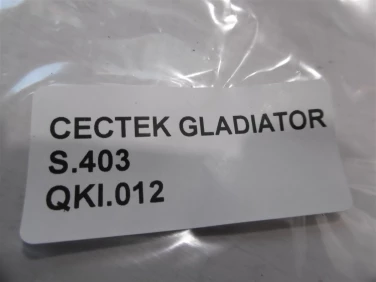 CECTEK GLADIATOR
S.403
QKI.012